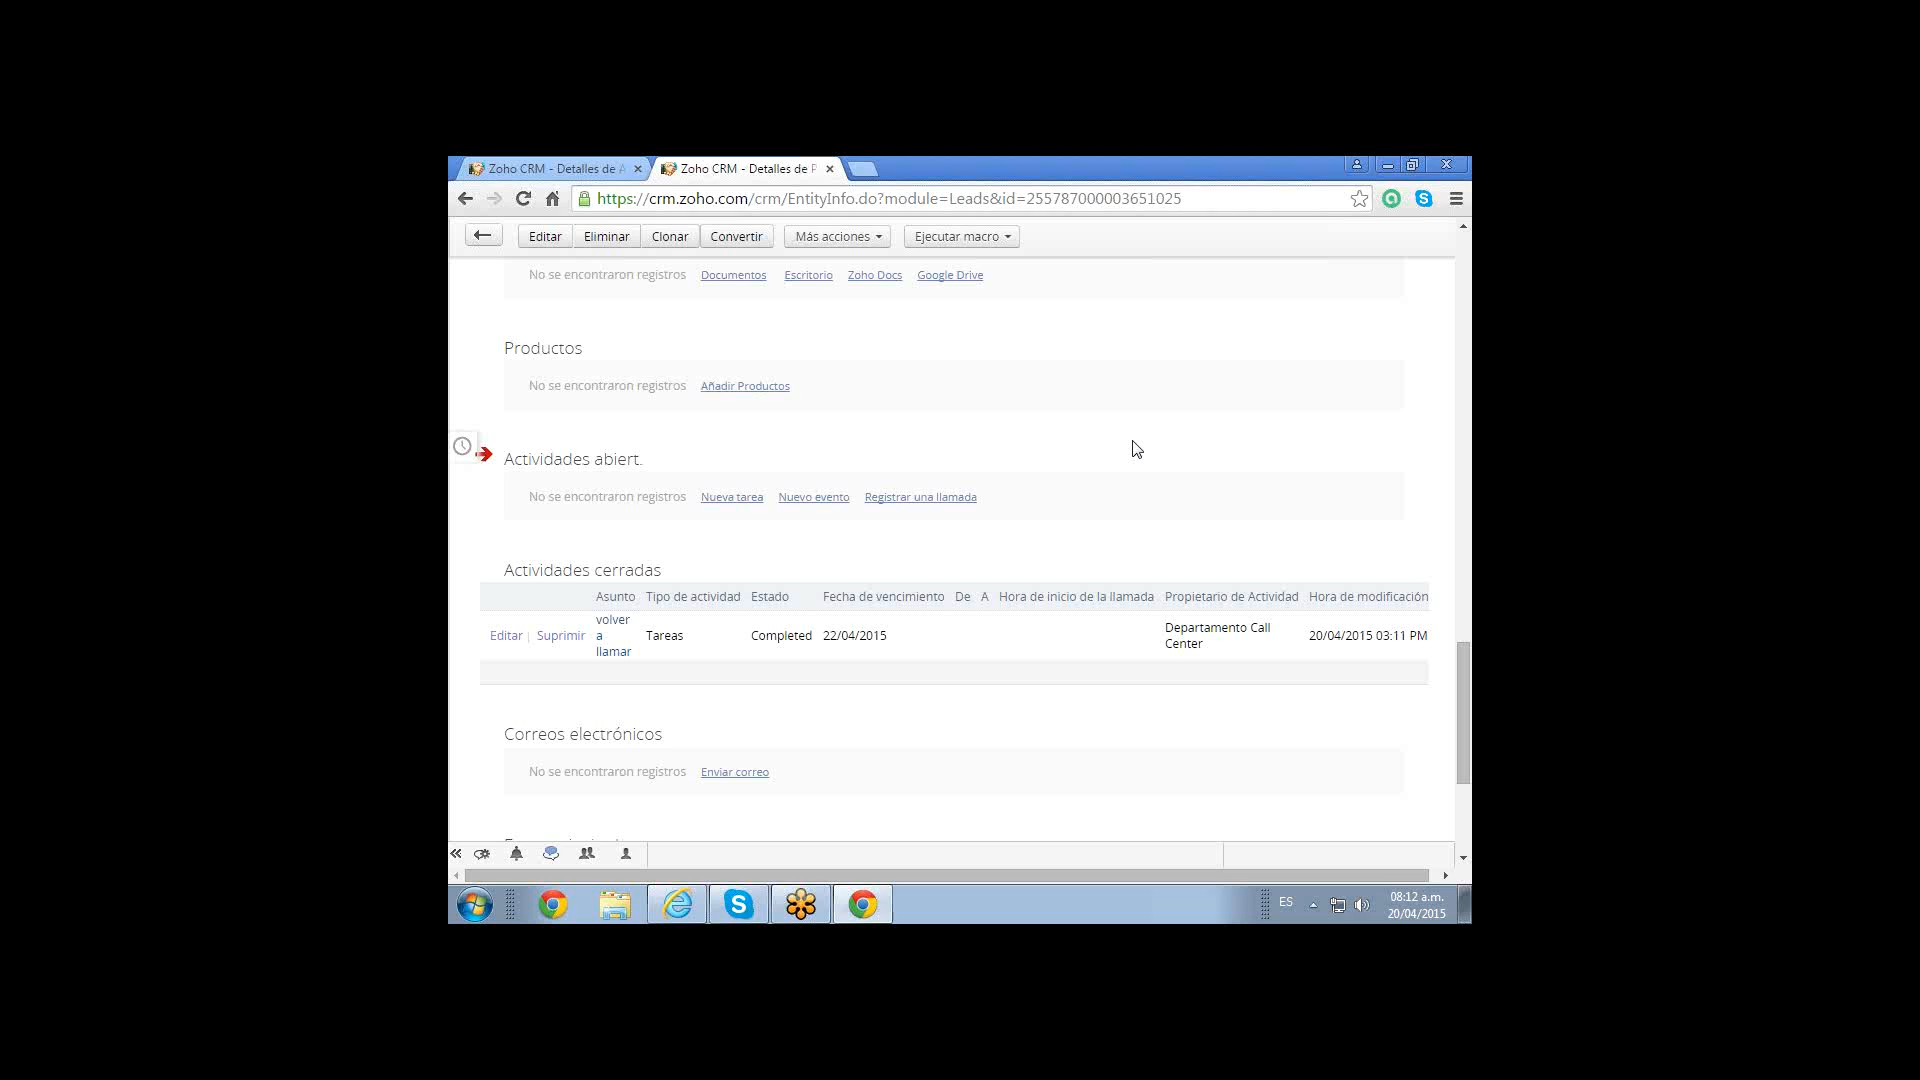 Zoho CRM - Detalles de A
Zoho CRM - Detalles de P
https://crm.zoho.com/crm/EntityInfo.do?module=Leads&id=255787000003651025
Editar Eliminar Clonar Convertir Más acciones Ejecutar macro
No se encontraron registros Documentos Escritorio Zoho Docs Google Drive
Productos
No se encontraron registros Añadir Productos
Actividades abiert.
No se encontraron registros Nueva tarea Nuevo evento Registrar una llamada
Actividades cerradas
Asunto Tipo de actividad Estado Fecha de vencimiento De A Hora de inicio de la llamada Propietario de Actividad Hora de modificación
Editar | Suprimir volver a llamar Tareas Completed 22/04/2015 Departamento Call Center 20/04/2015 03:11 PM
Correos electrónicos
No se encontraron registros Enviar correo
ES
08:12 a.m.
20/04/2015